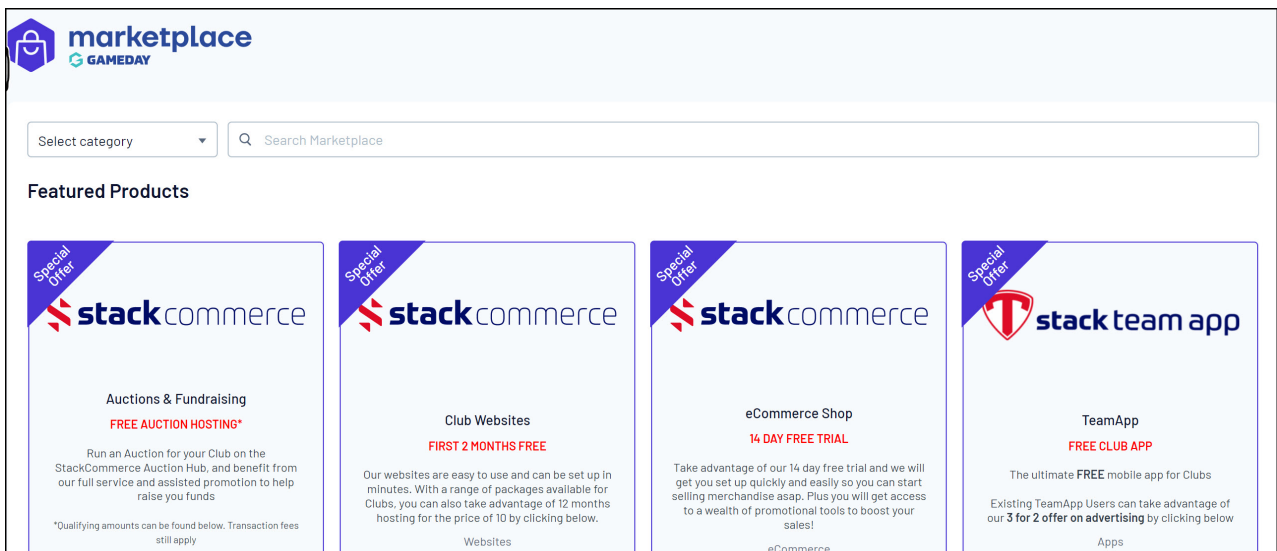 marketplace
GAMEDAY
Select category
Search Marketplace
Featured Products
Special
Offer
stackcommerce
Auctions & Fundraising
FREE AUCTION HOSTING*
Run an Auction for your Club on the
StackCommerce Auction Hub, and benefit from
our full service and assisted promotion to help
raise you funds
*Qualifying amounts can be found below. Transaction fees
still apply
Special
Offer
stackcommerce
Club Websites
FIRST 2 MONTHS FREE
Our websites are easy to use and can be set up in
minutes. With a range of packages available for
Clubs, you can also take advantage of 12 months
hosting for the price of 10 by clicking below.
Websites
Special
Offer
stackcommerce
eCommerce Shop
14 DAY FREE TRIAL
Take advantage of our 14 day free trial and we will
get you set up quickly and easily so you can start
selling merchandise asap. Plus you will get access
to a wealth of promotional tools to boost your
sales!
eCommerce
Special
Offer
stack team app
TeamApp
FREE CLUB APP
The ultimate FREE mobile app for Clubs
Existing TeamApp Users can take advantage of
our 3 for 2 offer on advertising by clicking below
Apps